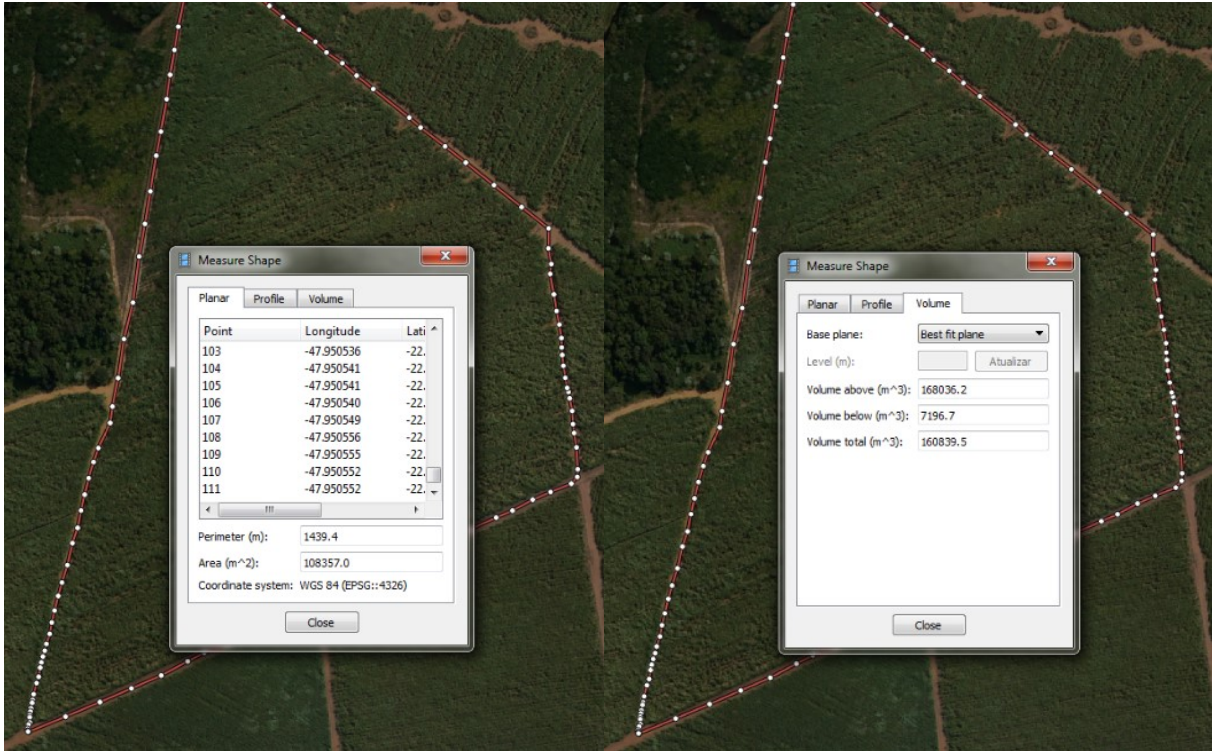 Measure Shape
Planar Profile Volume
Point Longitude Lati
103 -47.950536 -22.
104 -47.950541 -22.
105 -47.950541 -22.
106 -47.950540 -22.
107 -47.950549 -22.
108 -47.950556 -22.
109 -47.950555 -22.
110 -47.950552 -22.
111 -47.950552 -22.
Perimeter (m): 1439.4
Area (m^2): 108357.0
Coordinate system: WGS 84 (EPSG::4326)
Close
Measure Shape
Planar Profile Volume
Base plane: Best fit plane
Level (m): Atualizar
Volume above (m^3): 168036.2
Volume below (m^3): 7196.7
Volume total (m^3): 160839.5
Close